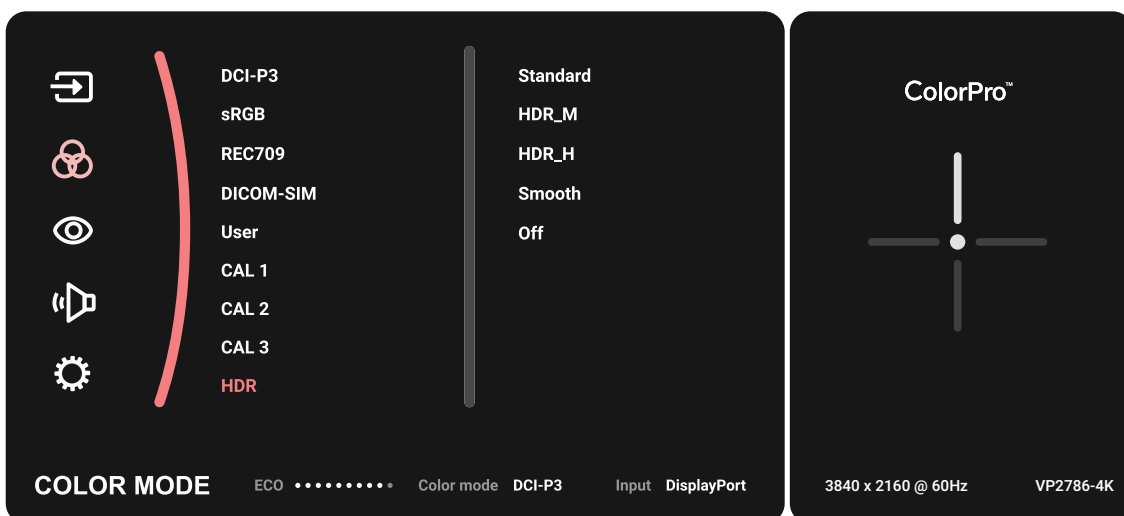 DCI-P3
sRGB
REC709
DICOM-SIM
User
CAL 1
CAL 2
CAL 3
HDR
Standard
HDR_M
HDR_H
Smooth
Off
COLOR MODE
ECO
Color mode DCI-P3
Input DisplayPort
ColorPro™
3840 x 2160 @ 60Hz
VP2786-4K